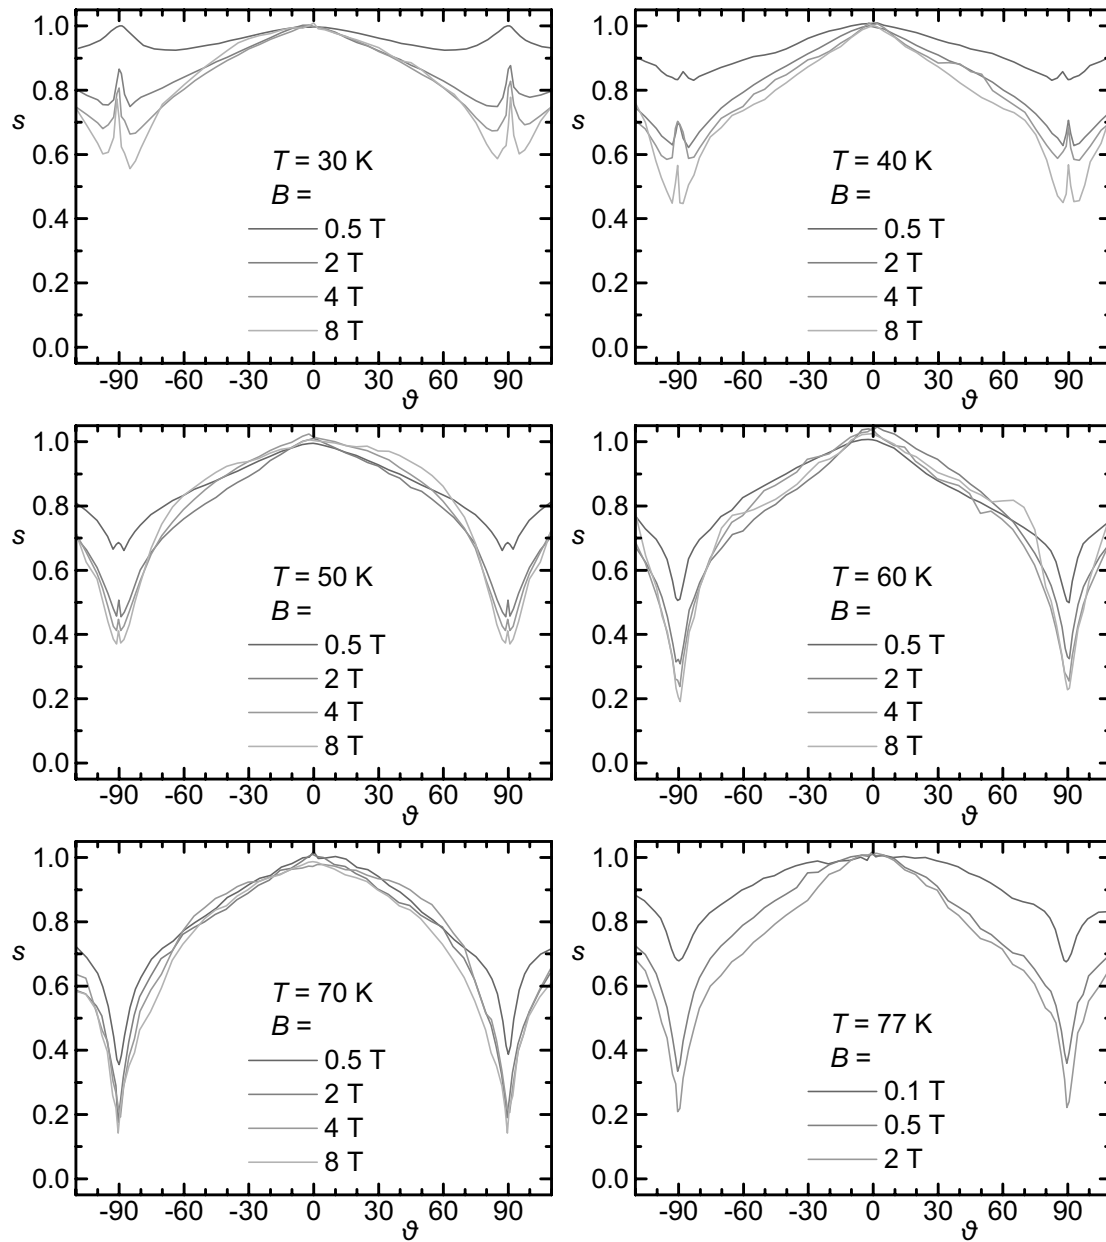 1.0
0.8
s
0.6
0.4
0.2
0.0
T = 30 K
B =
0.5 T
2 T
4 T
8 T
-90 -60 -30 0 30 60 90
ϑ
1.0
0.8
s
0.6
0.4
0.2
0.0
T = 40 K
B =
0.5 T
2 T
4 T
8 T
-90 -60 -30 0 30 60 90
ϑ
1.0
0.8
s
0.6
0.4
0.2
0.0
T = 50 K
B =
0.5 T
2 T
4 T
8 T
-90 -60 -30 0 30 60 90
ϑ
1.0
0.8
s
0.6
0.4
0.2
0.0
T = 60 K
B =
0.5 T
2 T
4 T
8 T
-90 -60 -30 0 30 60 90
ϑ
1.0
0.8
s
0.6
0.4
0.2
0.0
T = 70 K
B =
0.5 T
2 T
4 T
8 T
-90 -60 -30 0 30 60 90
ϑ
1.0
0.8
s
0.6
0.4
0.2
0.0
T = 77 K
B =
0.1 T
0.5 T
2 T
-90 -60 -30 0 30 60 90
ϑ